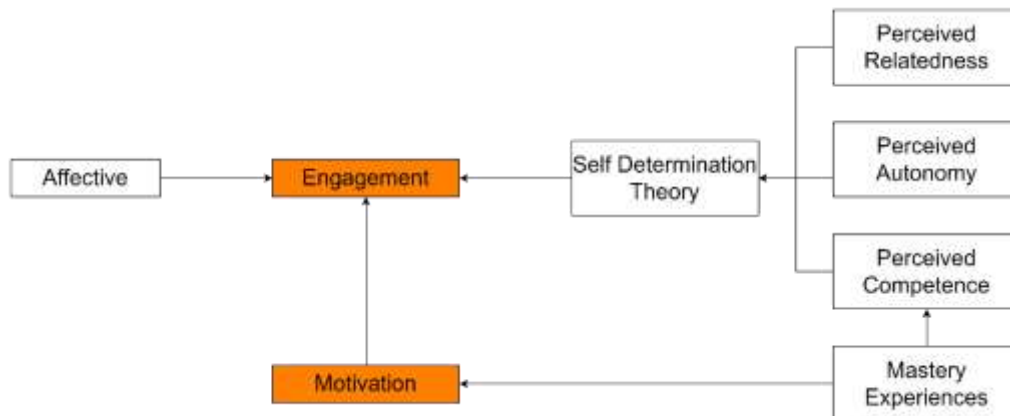 Perceived
Relatedness
Perceived
Autonomy
Self Determination
Theory
Affective
Engagement
Perceived
Competence
Motivation
Mastery
Experiences